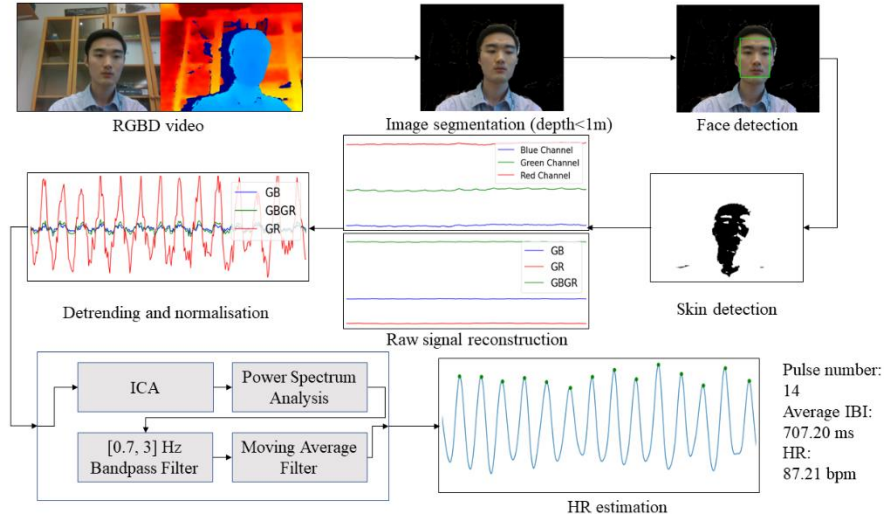 RGBD video
Image segmentation (depth<1m)
Face detection
Blue Channel
Green Channel
Red Channel
GB
GBGR
GR
GB
GR
GBGR
Detrending and normalisation
Raw signal reconstruction
Skin detection
ICA
Power Spectrum
Analysis
[0.7, 3] Hz
Bandpass Filter
Moving Average
Filter
HR estimation
Pulse number:
14
Average IBI:
707.20 ms
HR:
87.21 bpm